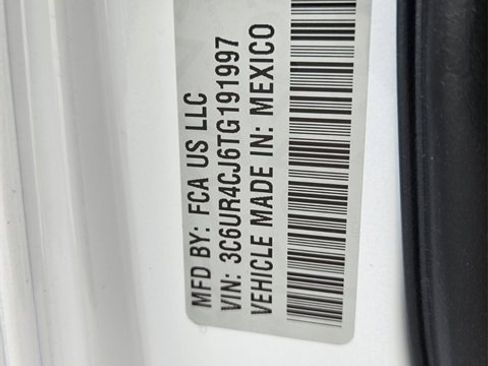 MFD BY: FCA US LLC
VIN: 3C6UR4CJ6TG191997
VEHICLE MADE IN: MEXICO